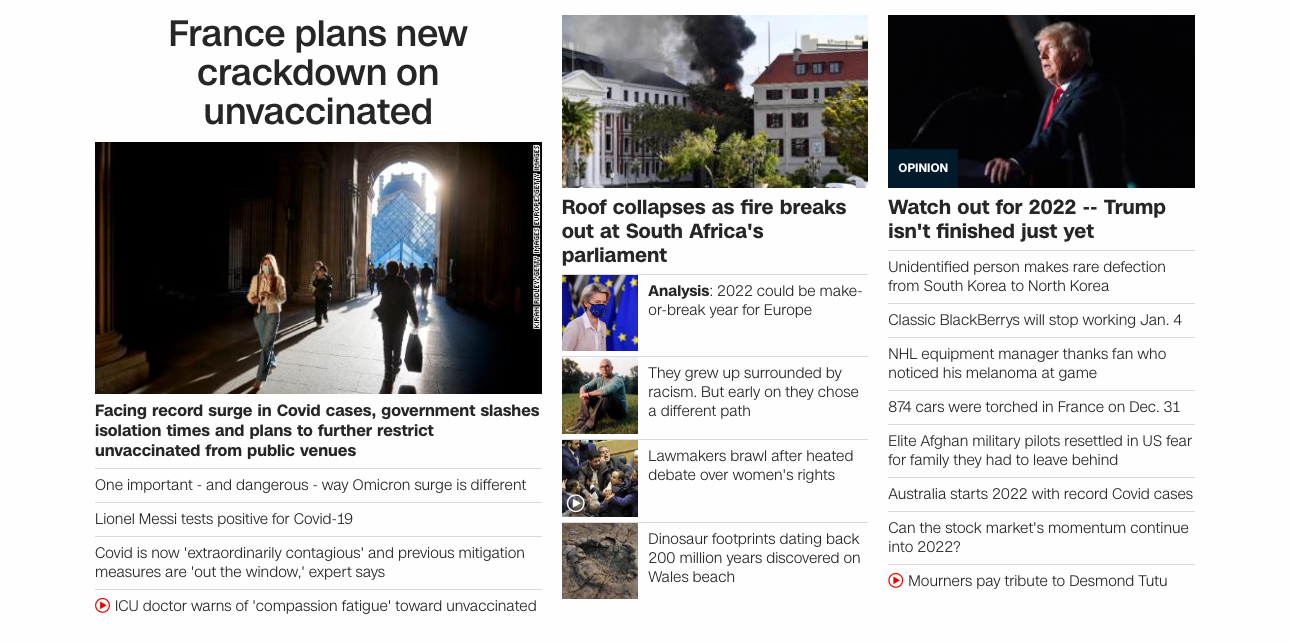 France plans new
crackdown on
unvaccinated
KIRAN RIDLEY/GETTY IMAGES EUROPE/GETTY IMAGES
Facing record surge in Covid cases, government slashes
isolation times and plans to further restrict
unvaccinated from public venues
One important - and dangerous - way Omicron surge is different
Lionel Messi tests positive for Covid-19
Covid is now 'extraordinarily contagious' and previous mitigation
measures are 'out the window,' expert says
ICU doctor warns of 'compassion fatigue' toward unvaccinated
Roof collapses as fire breaks
out at South Africa's
parliament
Analysis: 2022 could be make-
or-break year for Europe
They grew up surrounded by
racism. But early on they chose
a different path
Lawmakers brawl after heated
debate over women's rights
Dinosaur footprints dating back
200 million years discovered on
Wales beach
OPINION
Watch out for 2022 -- Trump
isn't finished just yet
Unidentified person makes rare defection
from South Korea to North Korea
Classic BlackBerrys will stop working Jan. 4
NHL equipment manager thanks fan who
noticed his melanoma at game
874 cars were torched in France on Dec. 31
Elite Afghan military pilots resettled in US fear
for family they had to leave behind
Australia starts 2022 with record Covid cases
Can the stock market's momentum continue
into 2022?
Mourners pay tribute to Desmond Tutu